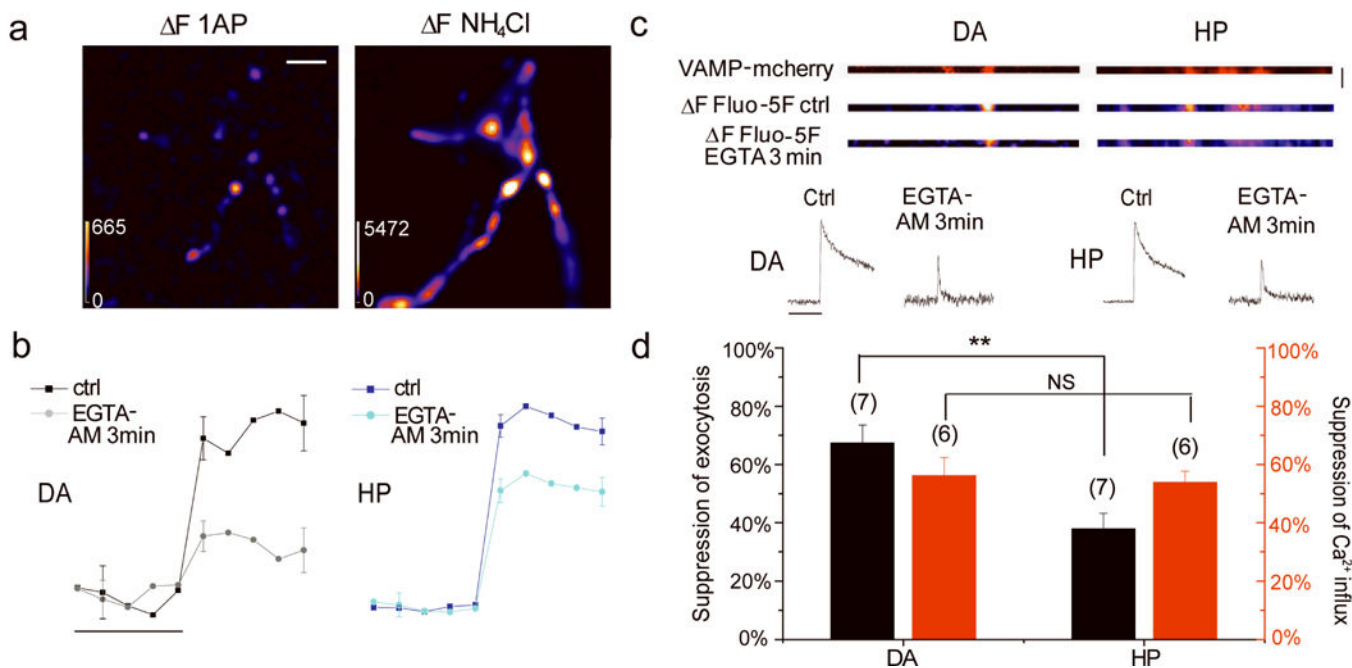 a
ΔF 1AP
ΔF NH₄Cl
665
0
5472
0
b
ctrl
EGTA-
AM 3min
DA
ctrl
EGTA-
AM 3min
HP
c
DA
HP
VAMP-mcherry
ΔF Fluo-5F ctrl
ΔF Fluo-5F
EGTA 3 min
Ctrl
EGTA-
AM 3min
DA
Ctrl
EGTA-
AM 3min
HP
d
Suppression of exocytosis
100%
80%
60%
40%
20%
0%
**
NS
(7)
(6)
(7)
(6)
DA
HP
100%
80%
60%
40%
20%
0%
Suppression of Ca²⁺
influx